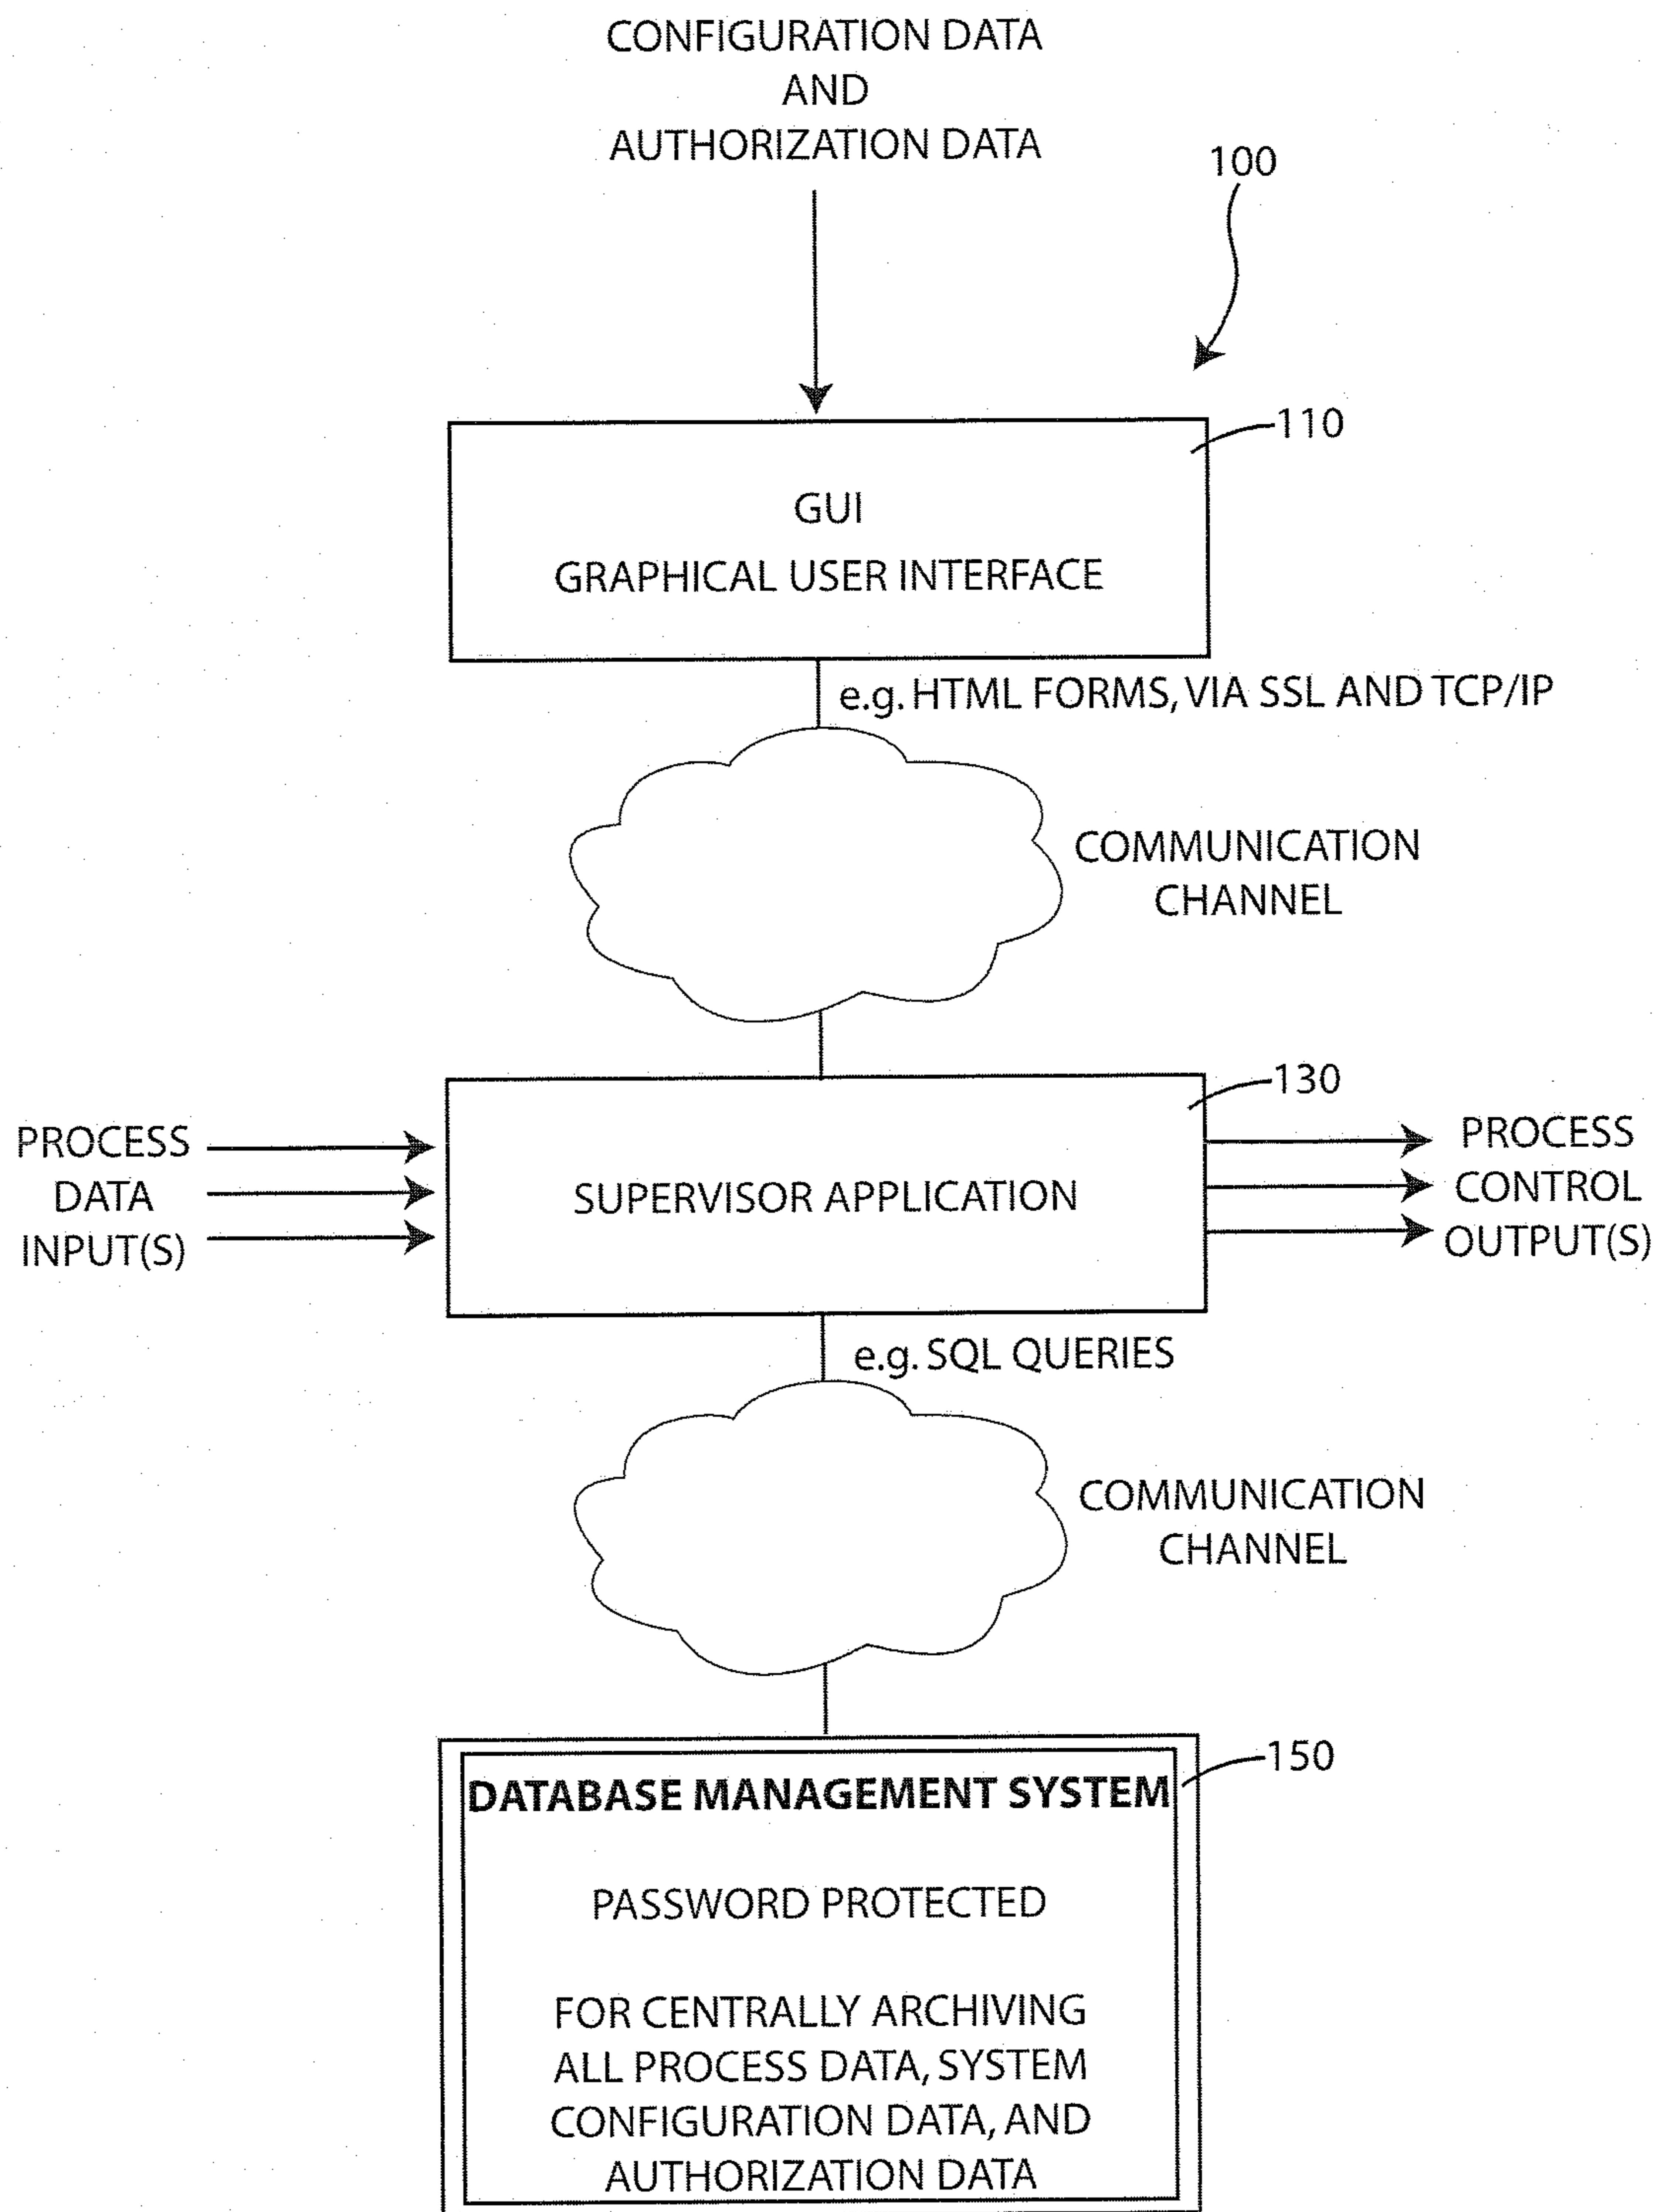 CONFIGURATION DATA
AND
AUTHORIZATION DATA
100
110
GUI
GRAPHICAL USER INTERFACE
e.g. HTML FORMS, VIA SSL AND TCP/IP
COMMUNICATION
CHANNEL
130
PROCESS
DATA
INPUT(S)
SUPERVISOR APPLICATION
PROCESS
CONTROL
OUTPUT(S)
e.g. SQL QUERIES
COMMUNICATION
CHANNEL
150
DATABASE MANAGEMENT SYSTEM
PASSWORD PROTECTED
FOR CENTRALLY ARCHIVING
ALL PROCESS DATA, SYSTEM
CONFIGURATION DATA, AND
AUTHORIZATION DATA